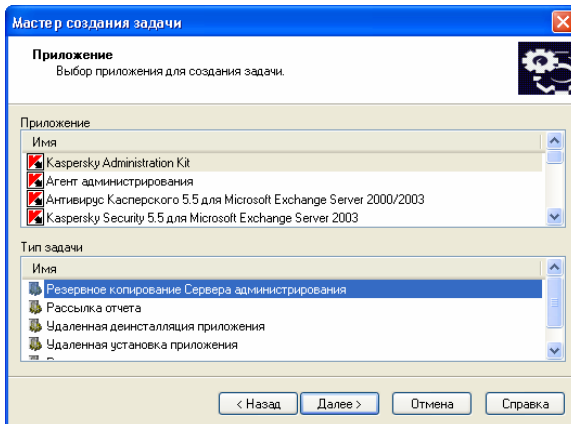 Мастер создания задачи
Приложение
Выбор приложения для создания задачи.
Приложение
Имя
Kaspersky Administration Kit
Агент администрирования
Антивирус Касперского 5.5 для Microsoft Exchange Server 2000/2003
Kaspersky Security 5.5 для Microsoft Exchange Server 2003
Тип задачи
Имя
Резервное копирование Сервера администрирования
Рассылка отчета
Удаленная деинсталляция приложения
Удаленная установка приложения
< Назад Далее > Отмена Справка